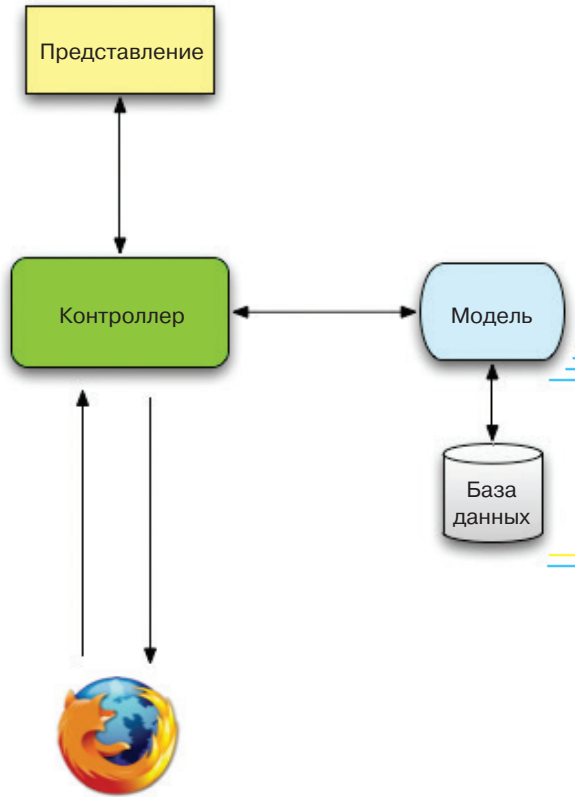 Представление
Контроллер
Модель
База
данных